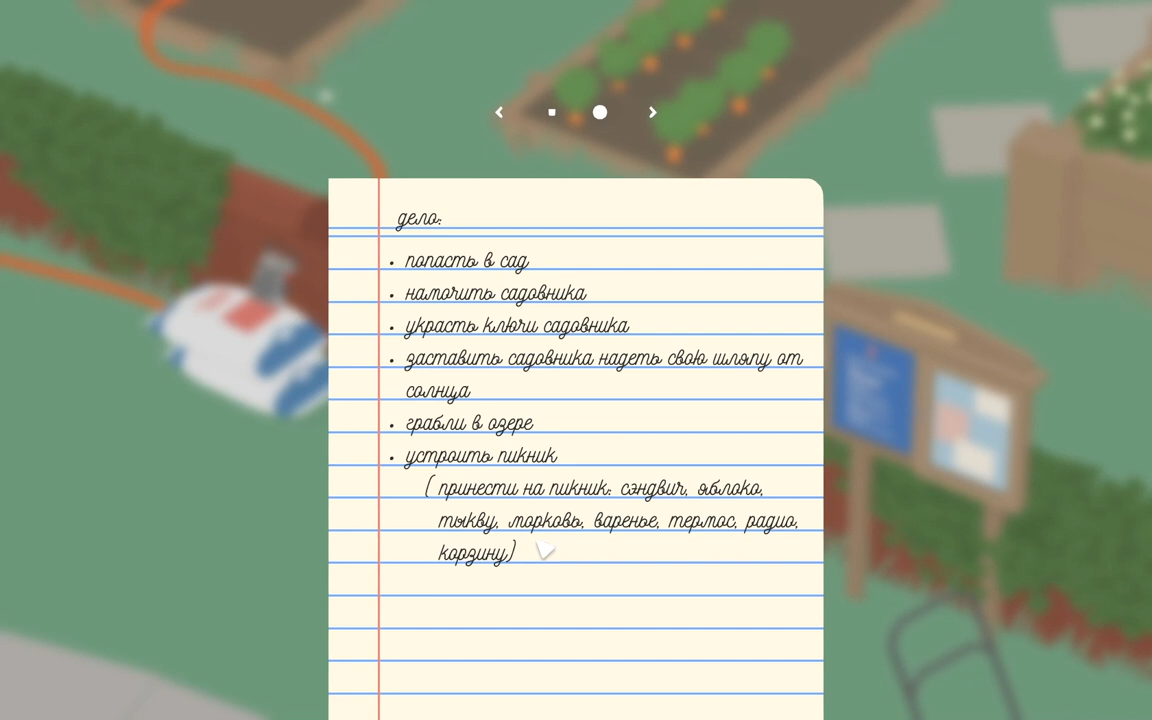 дело:
• попасть в сад
• намочить садовника
• украсть ключи садовника
• заставить садовника надеть свою шляпу от
солнца
• грабли в озере
• устроить пикник
(принести на пикник: сэндвич, яблоко,
тыкву, морковь, варенье, термос, радио,
корзину)